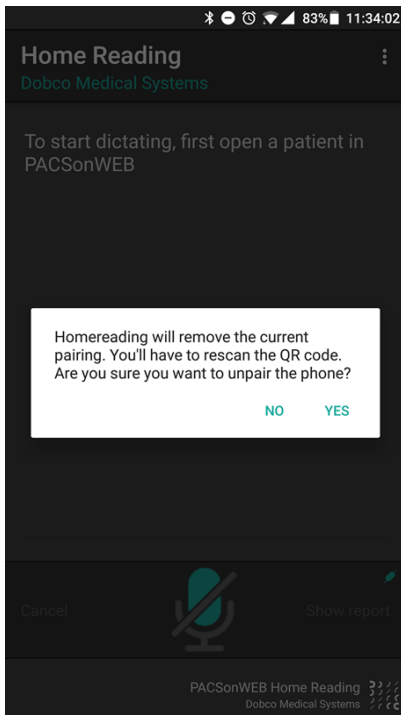 83% 11:34:02
Home Reading
Dobco Medical Systems
To start dictating, first open a patient in
PACSonWEB
Homereading will remove the current
pairing. You'll have to rescan the QR code.
Are you sure you want to unpair the phone?
NO YES
Cancel Show report
PACSonWEB Home Reading
Dobco Medical Systems